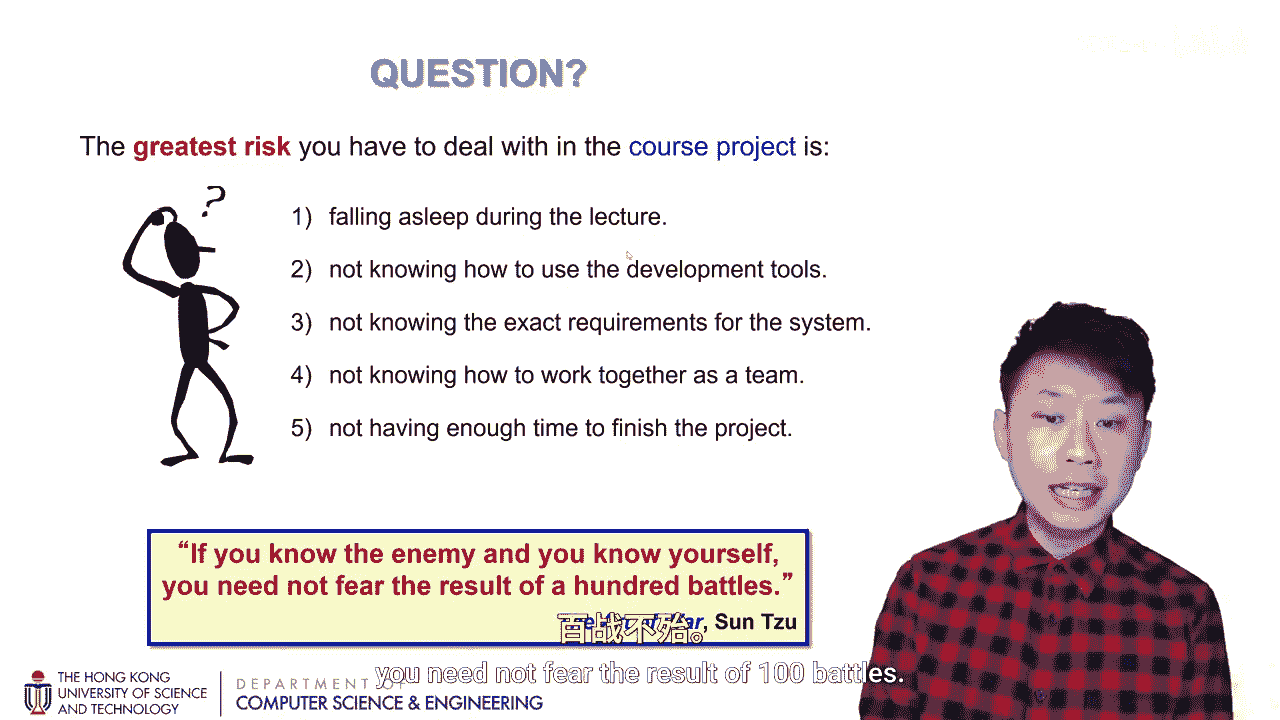 QUESTION?
The greatest risk you have to deal with in the course project is:
?
1) falling asleep during the lecture.
2) not knowing how to use the development tools.
3) not knowing the exact requirements for the system.
4) not knowing how to work together as a team.
5) not having enough time to finish the project.
“If you know the enemy and you know yourself,
you need not fear the result of a hundred battles.”
, Sun Tzu
百战不殆。
you need not fear the result of 100 battles.
THE HONG KONG
UNIVERSITY OF SCIENCE
AND TECHNOLOGY
DEPARTMENT OF
COMPUTER SCIENCE & ENGINEERING